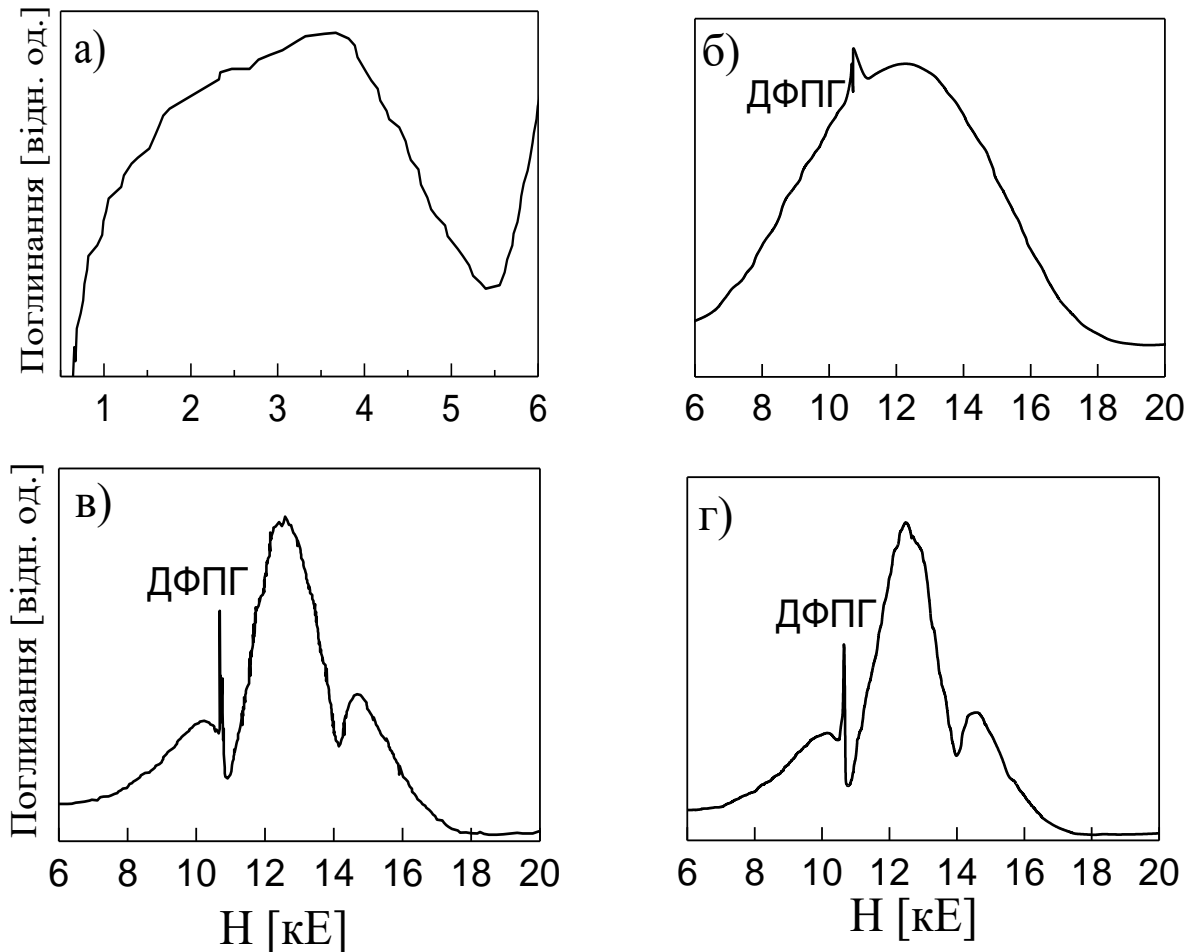 а)
Поглинання [відн. од.]
1 2 3 4 5 6
б)
ДФПГ
6 8 10 12 14 16 18 20
в)
ДФПГ
Поглинання [відн. од.]
6 8 10 12 14 16 18 20
Н [кЕ]
г)
ДФПГ
6 8 10 12 14 16 18 20
Н [кЕ]